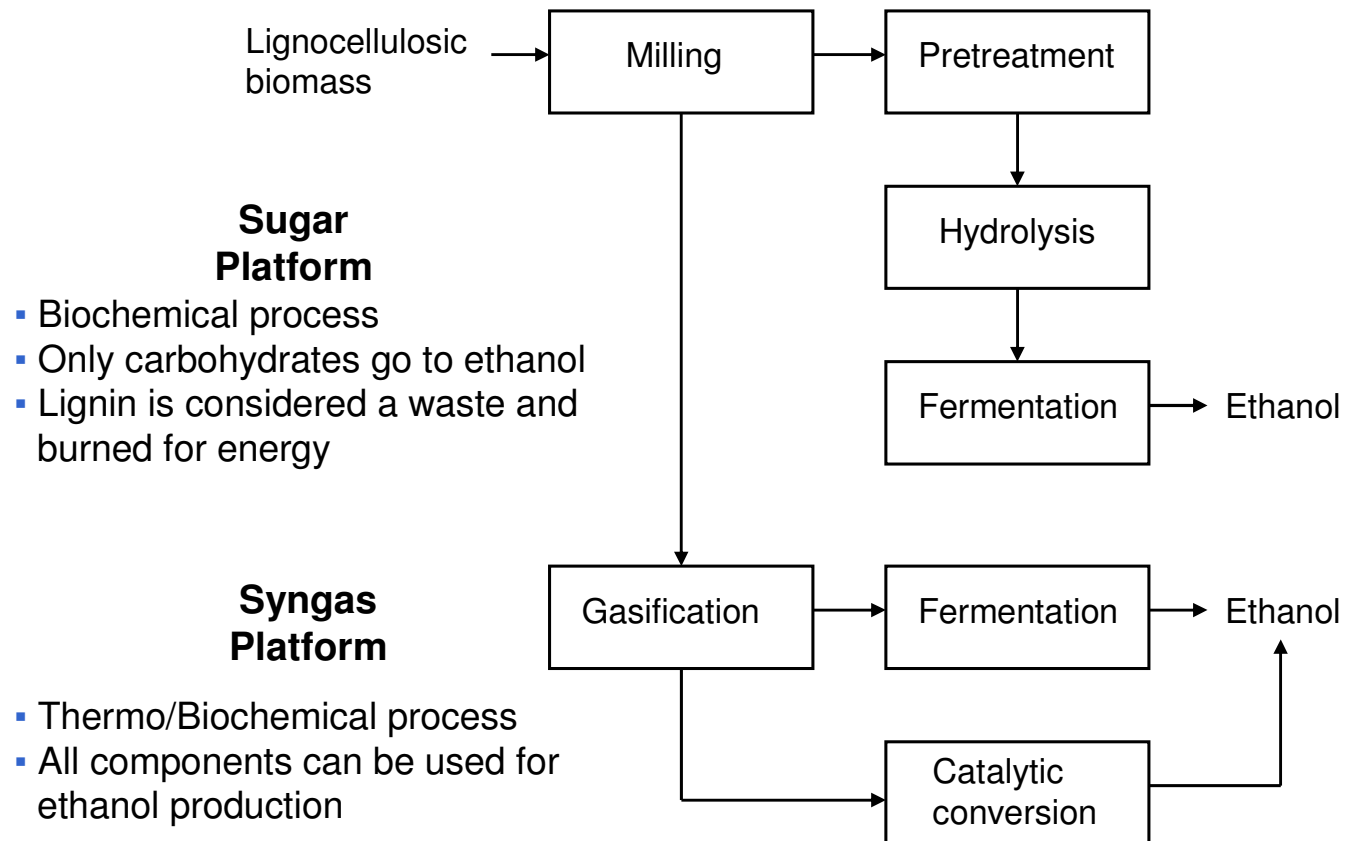 Lignocellulosic
biomass
Milling
Pretreatment
Hydrolysis
Sugar
Platform
▪ Biochemical process
▪ Only carbohydrates go to ethanol
▪ Lignin is considered a waste and
burned for energy
Fermentation
Ethanol
Syngas
Platform
Gasification
Fermentation
Ethanol
▪ Thermo/Biochemical process
▪ All components can be used for
ethanol production
Catalytic
conversion